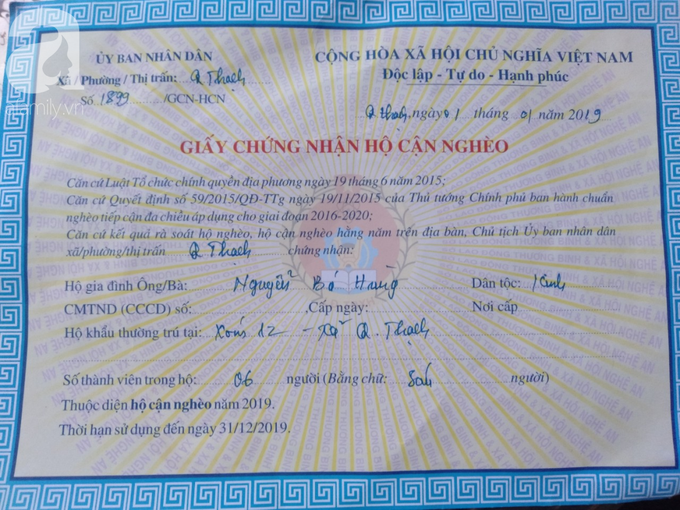 ỦY BAN NHÂN DÂN
Xã / Phường / Thị trấn: Q Thạch
Số 1899 /GCN-HCN
CỘNG HÒA XÃ HỘI CHỦ NGHĨA VIỆT NAM
Độc lập - Tự do - Hạnh phúc
Q Thạch, ngày 01 tháng 01 năm 2019
GIẤY CHỨNG NHẬN HỘ CẬN NGHÈO
Căn cứ Luật Tổ chức chính quyền địa phương ngày 19 tháng 6 năm 2015;
Căn cứ Quyết định số 59/2015/QĐ-TTg ngày 19/11/2015 của Thủ tướng Chính phủ ban hành chuẩn
nghèo tiếp cận đa chiều áp dụng cho giai đoạn 2016-2020;
Căn cứ kết quả rà soát hộ nghèo, hộ cận nghèo hằng năm trên địa bàn, Chủ tịch Ủy ban nhân dân
xã/phường/thị trấn Q Thạch chứng nhận:
Hộ gia đình Ông/Bà: Nguyễn Bá Hùng Dân tộc: Kinh
CMTND (CCCD) số: ,Cấp ngày: Nơi cấp
Hộ khẩu thường trú tại: Xóm 12 - Xã Q. Thạch
Số thành viên trong hộ: 06 người (Bằng chữ: Sáu người)
Thuộc diện hộ cận nghèo năm 2019.
Thời hạn sử dụng đến ngày 31/12/2019.